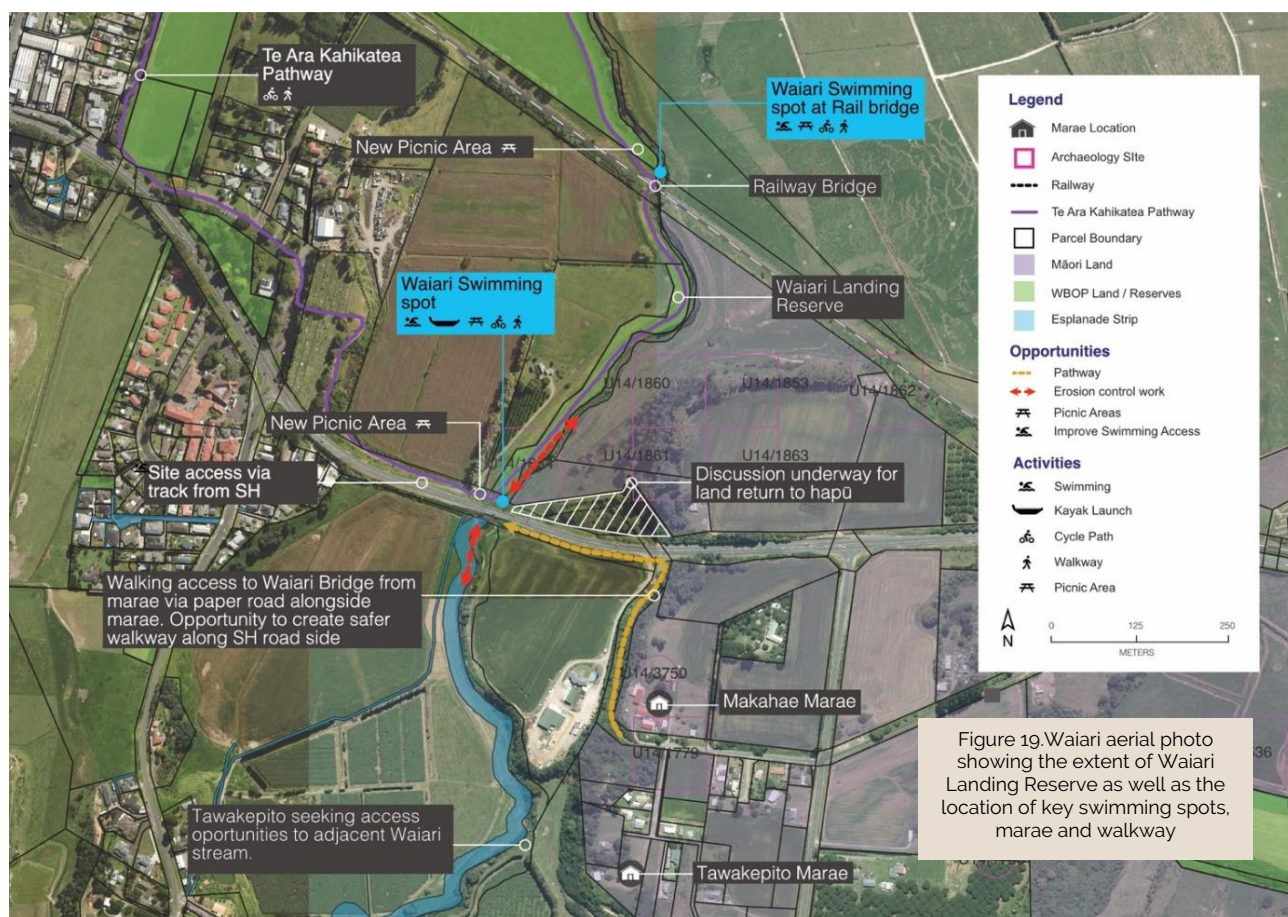 Te Ara Kahikatea
Pathway
New Picnic Area
Waiari Swimming
spot at Rail bridge
Railway Bridge
Waiari Swimming
spot
Waiari Landing
Reserve
U14/1860
U14/1853
U14/1852
New Picnic Area
U14/1861
U14/1863
Site access via
track from SH
Discussion underway for
land return to hapū
Walking access to Waiari Bridge from
marae via paper road alongside
marae. Opportunity to create safer
walkway along SH road side
U14/3750
Makahae Marae
U14/1779
Tawakepito seeking access
oportunities to adjacent Waiari
stream.
Tawakepito Marae
Legend
Marae Location
Archaeology SIte
Railway
Te Ara Kahikatea Pathway
Parcel Boundary
Māori Land
WBOP Land / Reserves
Esplanade Strip
Opportunities
Pathway
Erosion control work
Picnic Areas
Improve Swimming Access
Activities
Swimming
Kayak Launch
Cycle Path
Walkway
Picnic Area
N
0 125 250
METERS
Figure 19.Waiari aerial photo
showing the extent of Waiari
Landing Reserve as well as the
location of key swimming spots,
marae and walkway